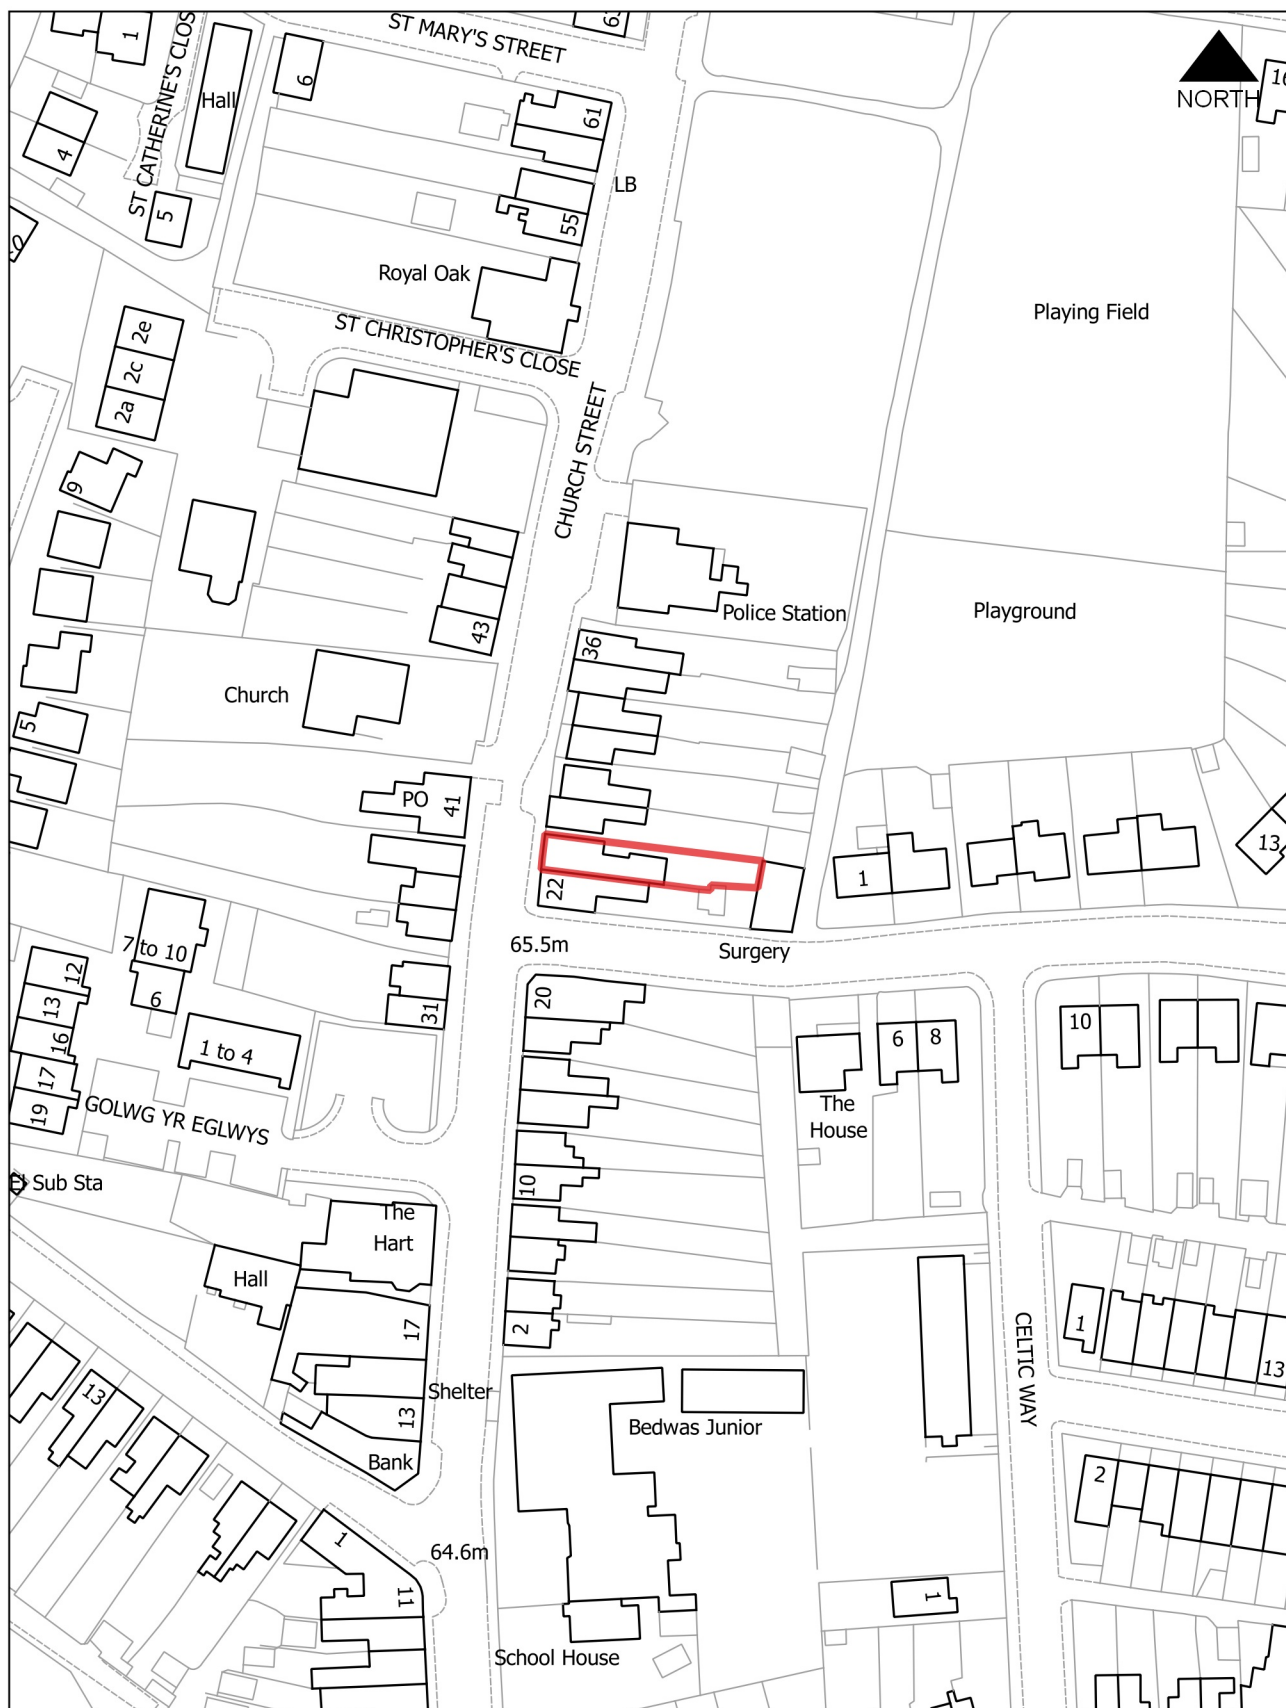 ST MARY'S STREET
63
1
ST CATHERINE'S CLOS
Hall
6
61
NORTH
16
4
LB
5
55
Royal Oak
Playing Field
ST CHRISTOPHER'S CLOSE
2e
2c
2a
CHURCH STREET
9
Police Station
Playground
43
36
Church
5
PO
41
13
1
22
65.5m
Surgery
7 to 10
12
6
13
16
31
20
1 to 4
17
19
10
6
8
The
House
GOLWG YR EGLWYS
El Sub Sta
10
The
Hart
Hall
17
2
CELTIC WAY
1
13
13
Shelter
13
Bedwas Junior
Bank
2
1
64.6m
11
1
School House